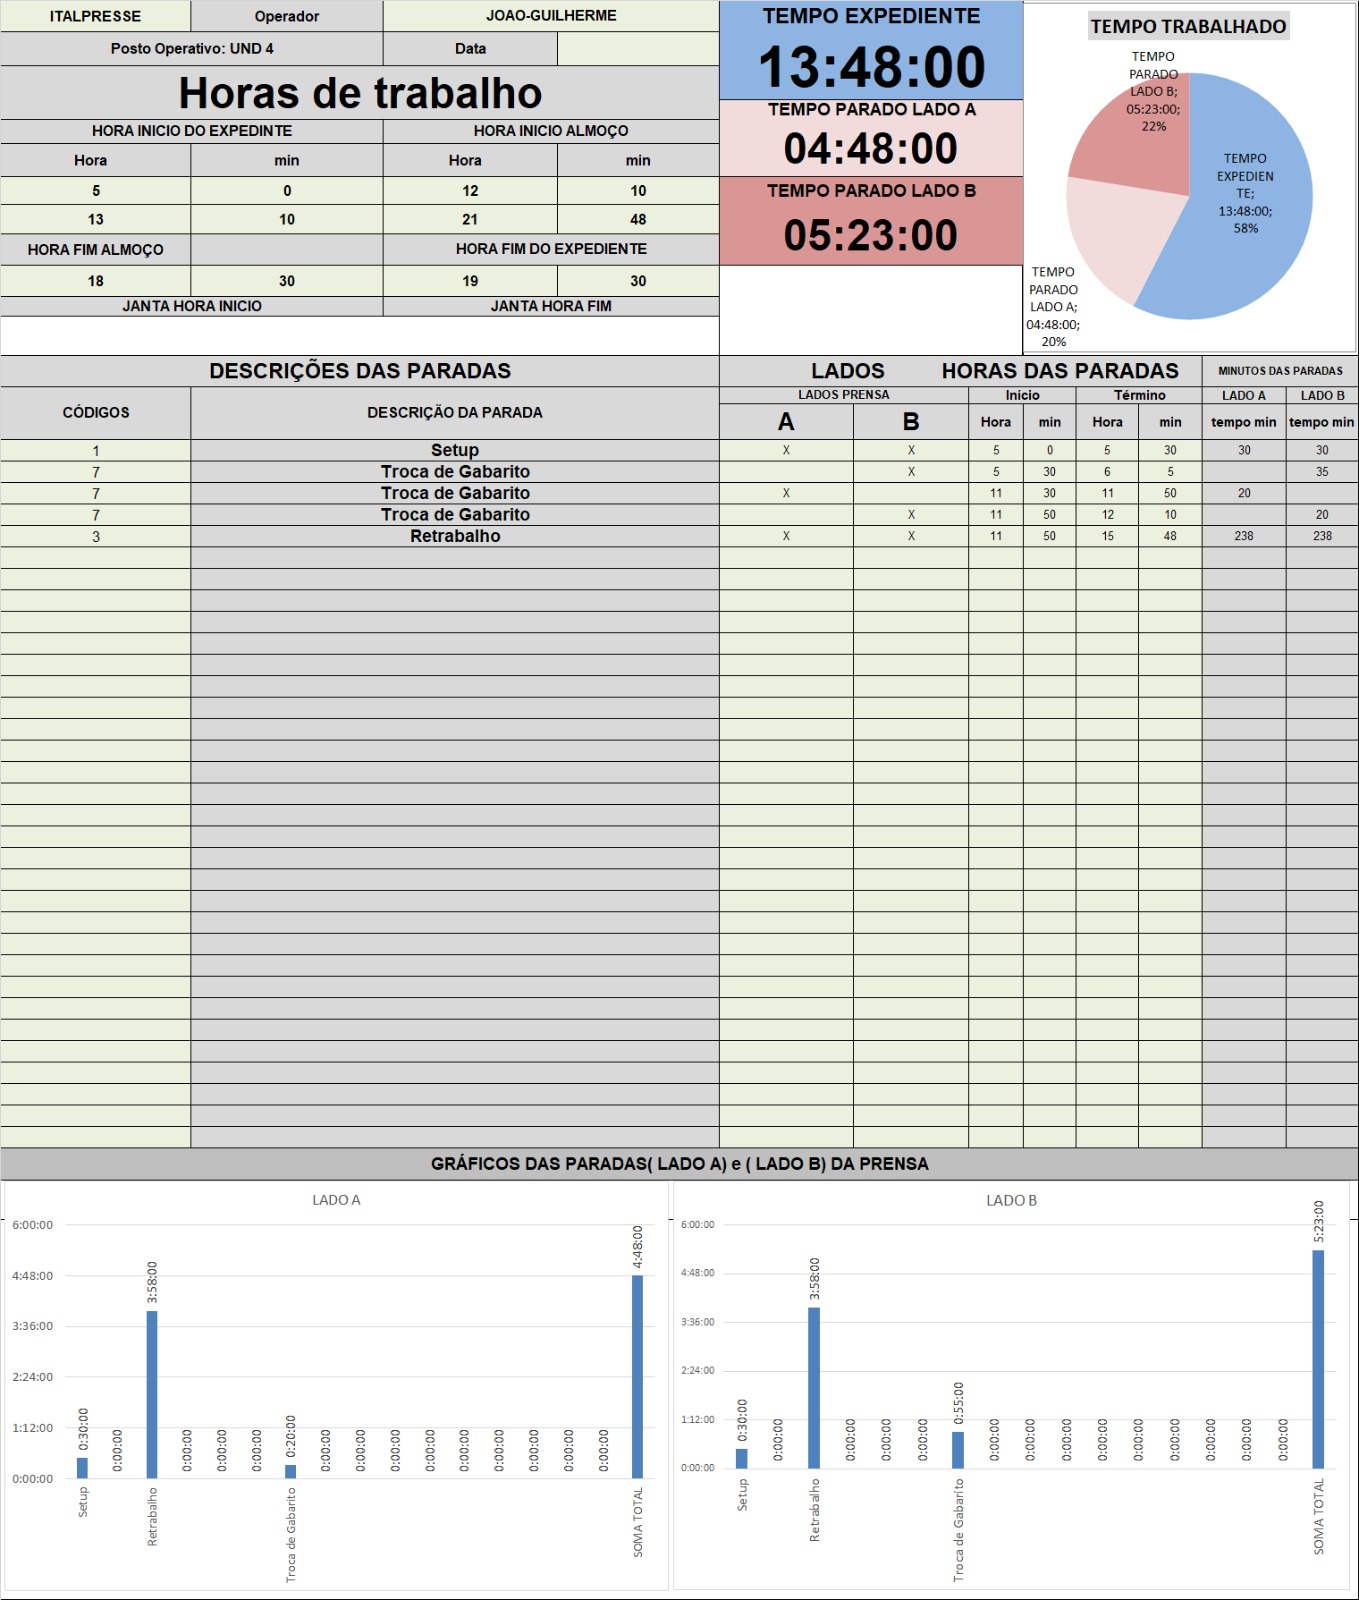 ITALPRESSE Operador JOAO-GUILHERME
Posto Operativo: UND 4 Data
Horas de trabalho
HORA INICIO DO EXPEDINTE HORA INICIO ALMOÇO
Hora min Hora min
5 0 12 10
13 10 21 48
HORA FIM ALMOÇO HORA FIM DO EXPEDIENTE
18 30 19 30
JANTA HORA INICIO JANTA HORA FIM
TEMPO EXPEDIENTE
13:48:00
TEMPO PARADO LADO A
04:48:00
TEMPO PARADO LADO B
05:23:00
TEMPO TRABALHADO
TEMPO
PARADO
LADO B;
05:23:00;
22%
TEMPO
EXPEDIEN
TE;
13:48:00;
58%
TEMPO
PARADO
LADO A;
04:48:00;
20%
DESCRIÇÕES DAS PARADAS LADOS HORAS DAS PARADAS MINUTOS DAS PARADAS
CÓDIGOS DESCRIÇÃO DA PARADA LADOS PRENSA Início Término LADO A LADO B
A B Hora min Hora min tempo min tempo min
1 Setup X X 5 0 5 30 30 30
7 Troca de Gabarito X 5 30 6 5 35
7 Troca de Gabarito X 11 30 11 50 20
7 Troca de Gabarito X 11 50 12 10 20
3 Retrabalho X X 11 50 15 48 238 238
GRÁFICOS DAS PARADAS( LADO A) e ( LADO B) DA PRENSA
LADO A
6:00:00
4:48:00
3:36:00
2:24:00
1:12:00
0:00:00
0:30:00
0:00:00
3:58:00
0:00:00
0:00:00
0:00:00
0:20:00
0:00:00
0:00:00
0:00:00
0:00:00
0:00:00
0:00:00
0:00:00
0:00:00
0:00:00
4:48:00
Setup
Retrabalho
Troca de Gabarito
SOMA TOTAL
LADO B
6:00:00
4:48:00
3:36:00
2:24:00
1:12:00
0:00:00
0:30:00
0:00:00
3:58:00
0:00:00
0:00:00
0:00:00
0:55:00
0:00:00
0:00:00
0:00:00
0:00:00
0:00:00
0:00:00
0:00:00
0:00:00
0:00:00
5:23:00
Setup
Retrabalho
Troca de Gabarito
SOMA TOTAL